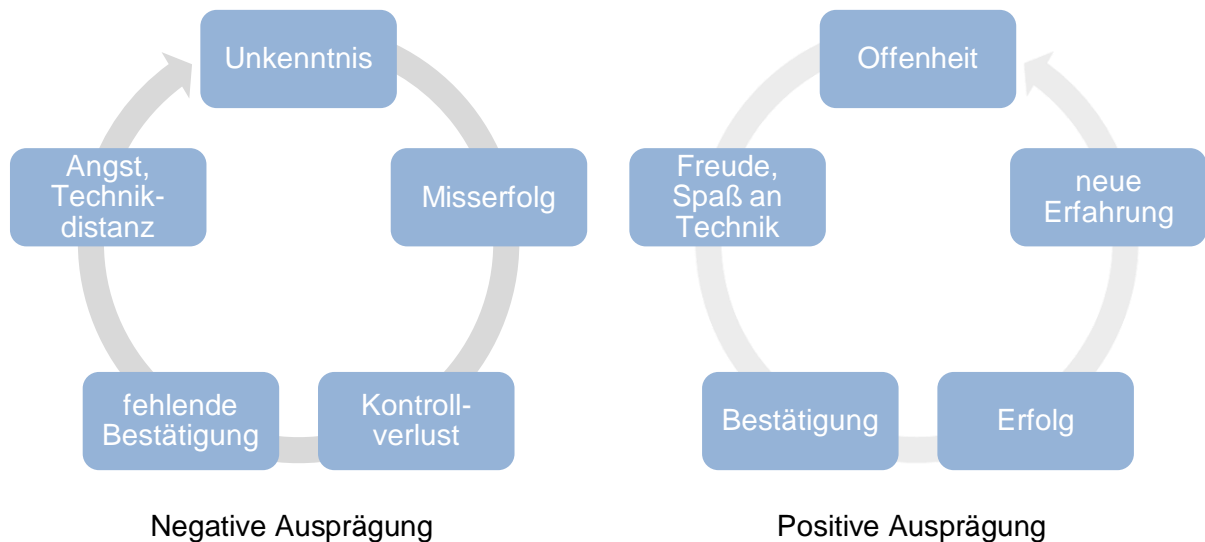 Unkenntnis
Misserfolg
Kontroll-
verlust
fehlende
Bestätigung
Angst,
Technik-
distanz
Negative Ausprägung
Offenheit
neue
Erfahrung
Erfolg
Bestätigung
Freude,
Spaß an
Technik
Positive Ausprägung